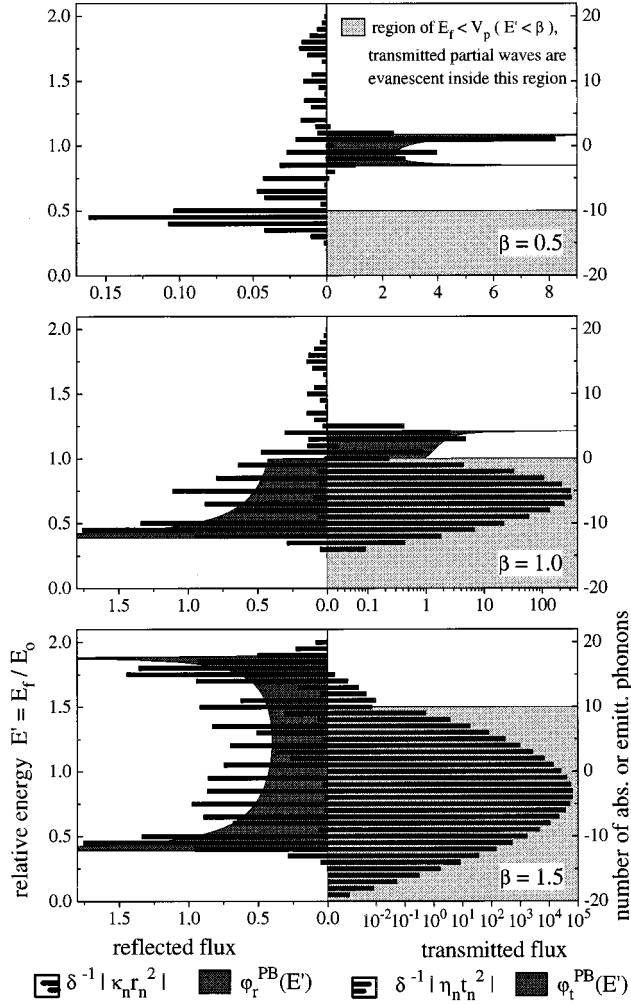 region of E_f < V_p ( E' < β ),
transmitted partial waves are
evanescent inside this region
2.0
1.5
1.0
0.5
0.0
20
10
0
-10
-20
β = 0.5
0.15 0.10 0.05 0 2 4 6 8
2.0
1.5
1.0
0.5
0.0
20
10
0
-10
-20
β = 1.0
1.5 1.0 0.5 0.0 0.1 1 10 100
2.0
1.5
1.0
0.5
0.0
20
10
0
-10
-20
β = 1.5
1.5 1.0 0.5 0.0 10^-2 10^-1 10^0 10^1 10^2 10^3 10^4 10^5
relative energy E' = E_f / E_o
number of abs. or emitt. phonons
reflected flux transmitted flux
δ^-1 | κ_n r_n^2 | φ_r^PB(E') δ^-1 | η_n t_n^2 | φ_t^PB(E')